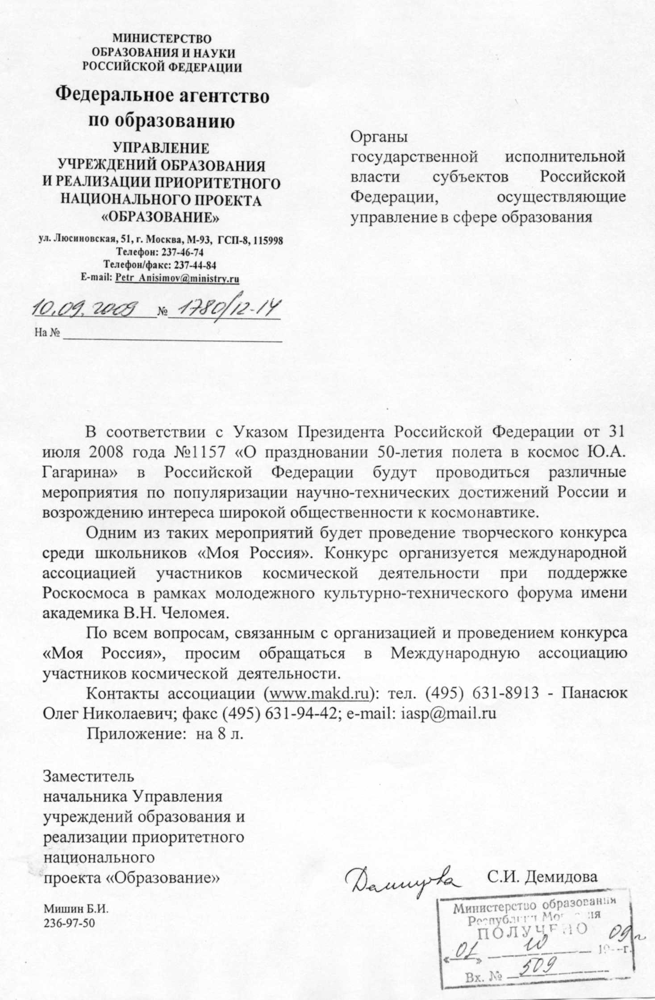 МИНИСТЕРСТВО
ОБРАЗОВАНИЯ И НАУКИ
РОССИЙСКОЙ ФЕДЕРАЦИИ
Федеральное агентство
по образованию
УПРАВЛЕНИЕ
УЧРЕЖДЕНИЙ ОБРАЗОВАНИЯ
И РЕАЛИЗАЦИИ ПРИОРИТЕТНОГО
НАЦИОНАЛЬНОГО ПРОЕКТА
«ОБРАЗОВАНИЕ»
ул. Люсиновская, 51, г. Москва, М-93, ГСП-8, 115998
Телефон: 237-46-74
Телефон/факс: 237-44-84
E-mail: Petr_Anisimov@ministry.ru
10.09.2009 № 1780/12-14
На №
Органы
государственной исполнительной
власти субъектов Российской
Федерации, осуществляющие
управление в сфере образования
В соответствии с Указом Президента Российской Федерации от 31
июля 2008 года №1157 «О праздновании 50-летия полета в космос Ю.А.
Гагарина» в Российской Федерации будут проводиться различные
мероприятия по популяризации научно-технических достижений России и
возрождению интереса широкой общественности к космонавтике.
Одним из таких мероприятий будет проведение творческого конкурса
среди школьников «Моя Россия». Конкурс организуется международной
ассоциацией участников космической деятельности при поддержке
Роскосмоса в рамках молодежного культурно-технического форума имени
академика В.Н. Челомея.
По всем вопросам, связанным с организацией и проведением конкурса
«Моя Россия», просим обращаться в Международную ассоциацию
участников космической деятельности.
Контакты ассоциации (www.makd.ru): тел. (495) 631-8913 - Панасюк
Олег Николаевич; факс (495) 631-94-42; e-mail: iasp@mail.ru
Приложение: на 8 л.
Заместитель
начальника Управления
учреждений образования и
реализации приоритетного
национального
проекта «Образование»
Демидова С.И. Демидова
Мишин Б.И.
236-97-50
Министерство образования
Республики
ПОЛУЧЕНО
«01» 10 09 г.
Вх. № 509